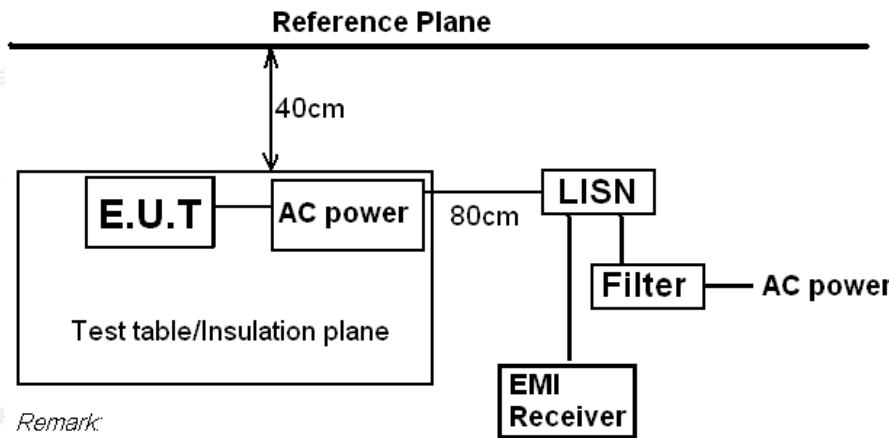 Reference Plane
40cm
E.U.T
AC power
80cm
LISN
Filter
AC power
Test table/Insulation plane
EMI
Receiver
Remark: